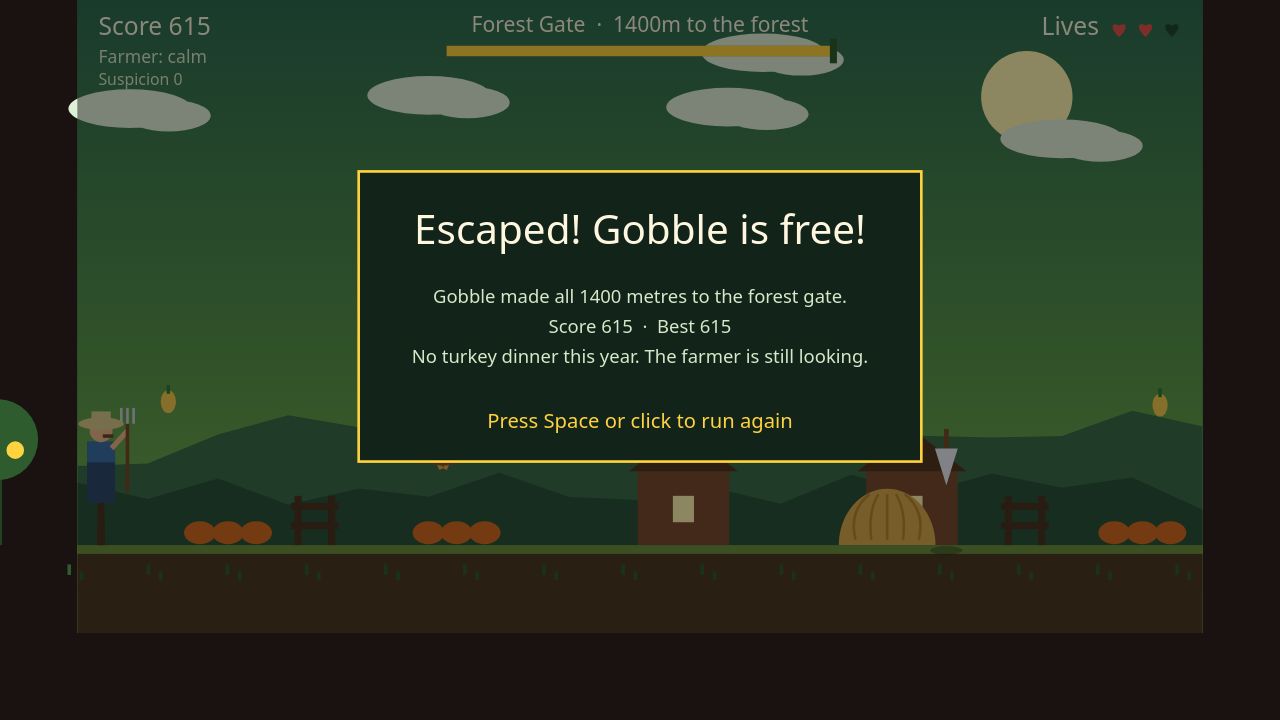 Score 615
Forest Gate · 1400m to the forest
Lives
Farmer: calm
Suspicion 0
Escaped! Gobble is free!
Gobble made all 1400 metres to the forest gate.
Score 615 · Best 615
No turkey dinner this year. The farmer is still looking.
Press Space or click to run again